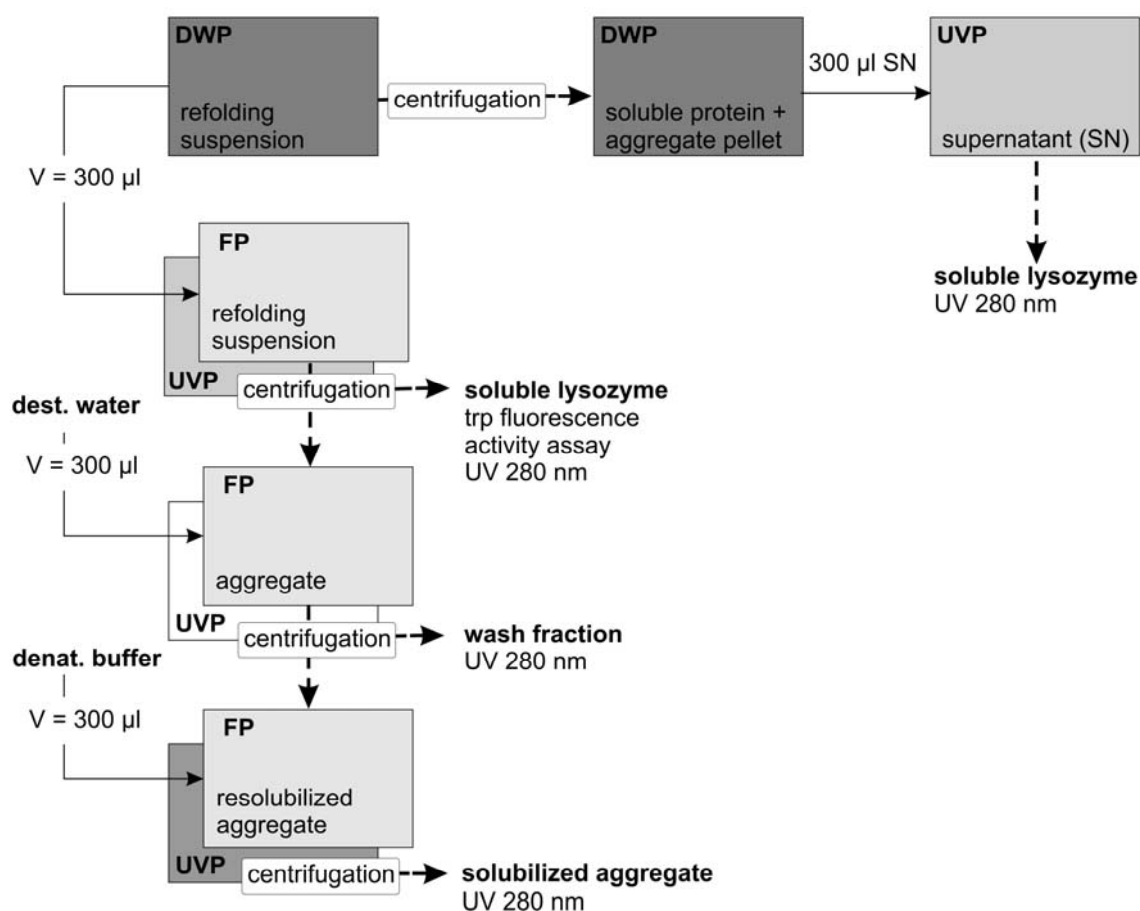 DWP
refolding
suspension
centrifugation
DWP
soluble protein +
aggregate pellet
300 µl SN
UVP
supernatant (SN)
soluble lysozyme
UV 280 nm
V = 300 µl
FP
refolding
suspension
UVP
centrifugation
soluble lysozyme
trp fluorescence
activity assay
UV 280 nm
dest. water
V = 300 µl
FP
aggregate
UVP
centrifugation
wash fraction
UV 280 nm
denat. buffer
V = 300 µl
FP
resolubilized
aggregate
UVP
centrifugation
solubilized aggregate
UV 280 nm